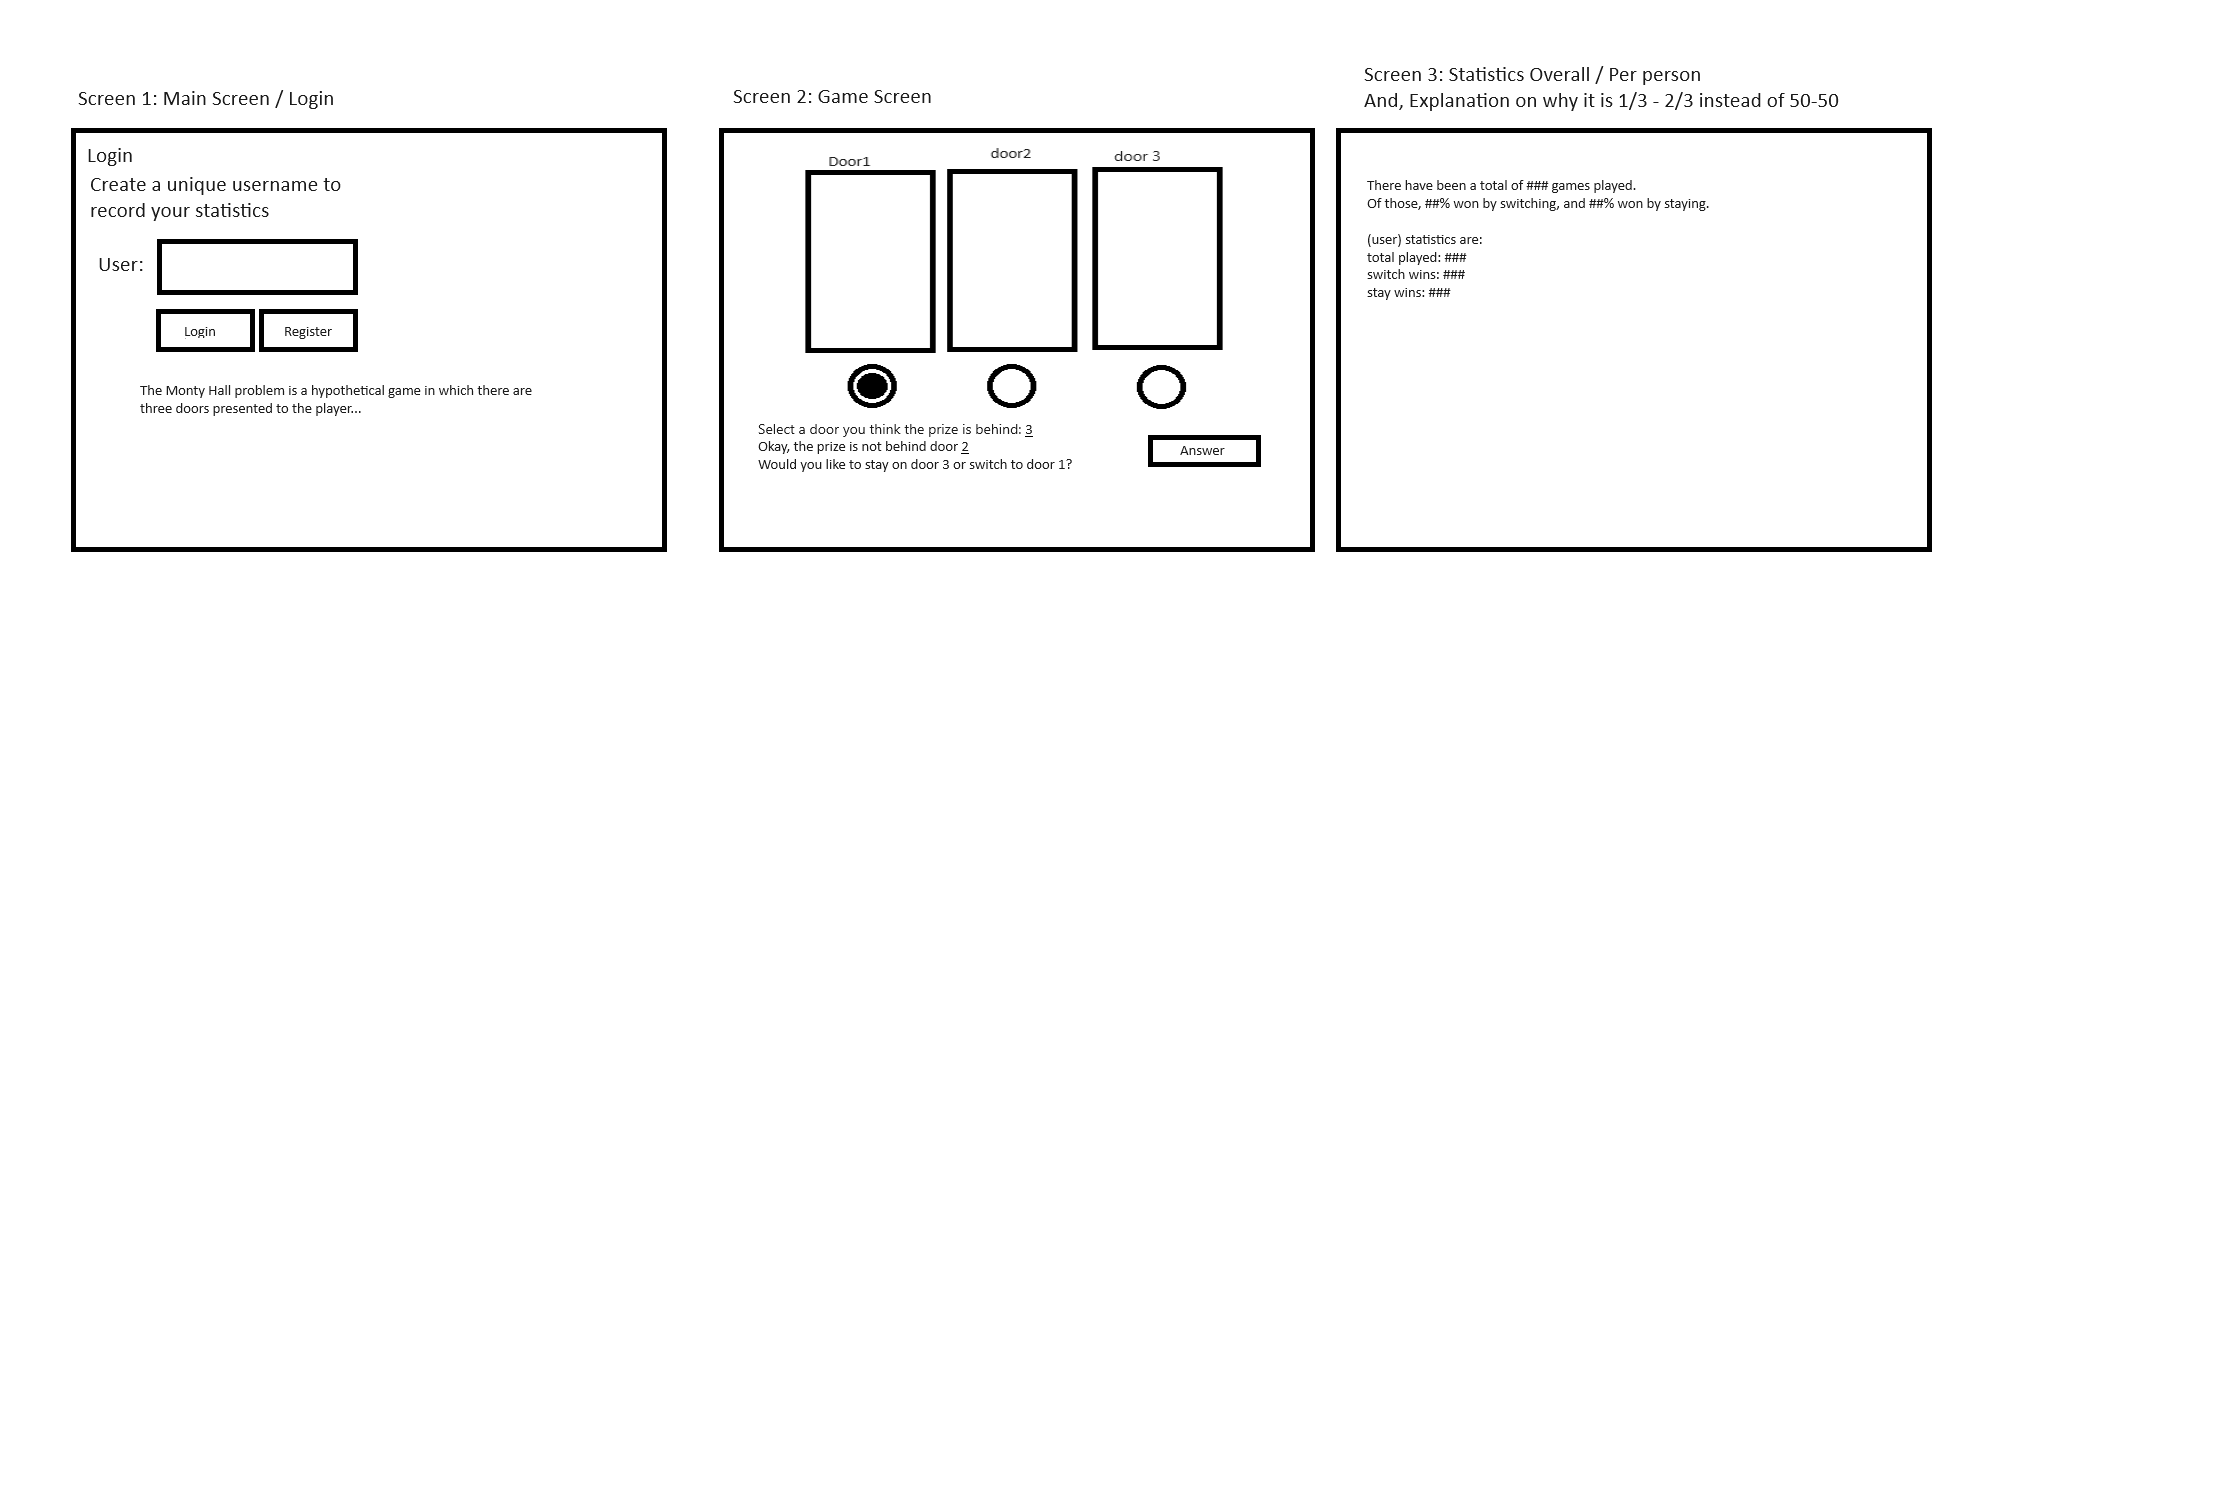 Screen 1: Main Screen / Login
Login
Create a unique username to
record your statistics
User:
Login
Register
The Monty Hall problem is a hypothetical game in which there are
three doors presented to the player...
Screen 2: Game Screen
Door1
door2
door 3
Select a door you think the prize is behind: 3
Okay, the prize is not behind door 2
Would you like to stay on door 3 or switch to door 1?
Answer
Screen 3: Statistics Overall / Per person
And, Explanation on why it is 1/3 - 2/3 instead of 50-50
There have been a total of ### games played.
Of those, ##% won by switching, and ##% won by staying.
(user) statistics are:
total played: ###
switch wins: ###
stay wins: ###